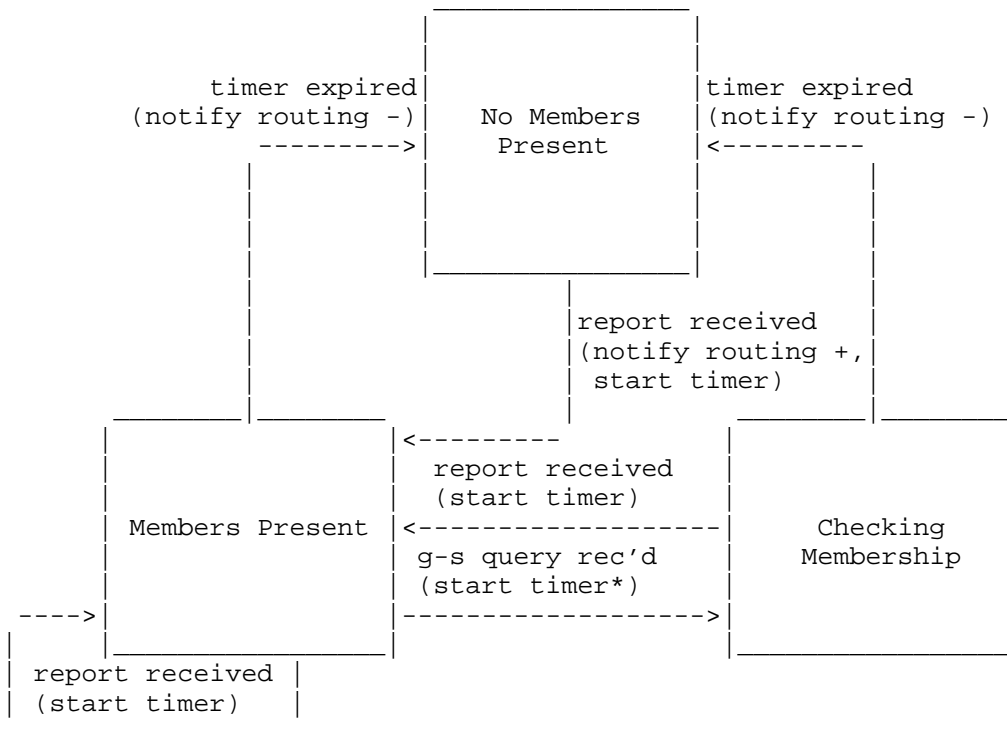 timer expired timer expired
(notify routing -) No Members (notify routing -)
Present
report received
(notify routing +,
start timer)
report received
(start timer)
Members Present Checking
g-s query rec'd Membership
(start timer*)
report received
(start timer)